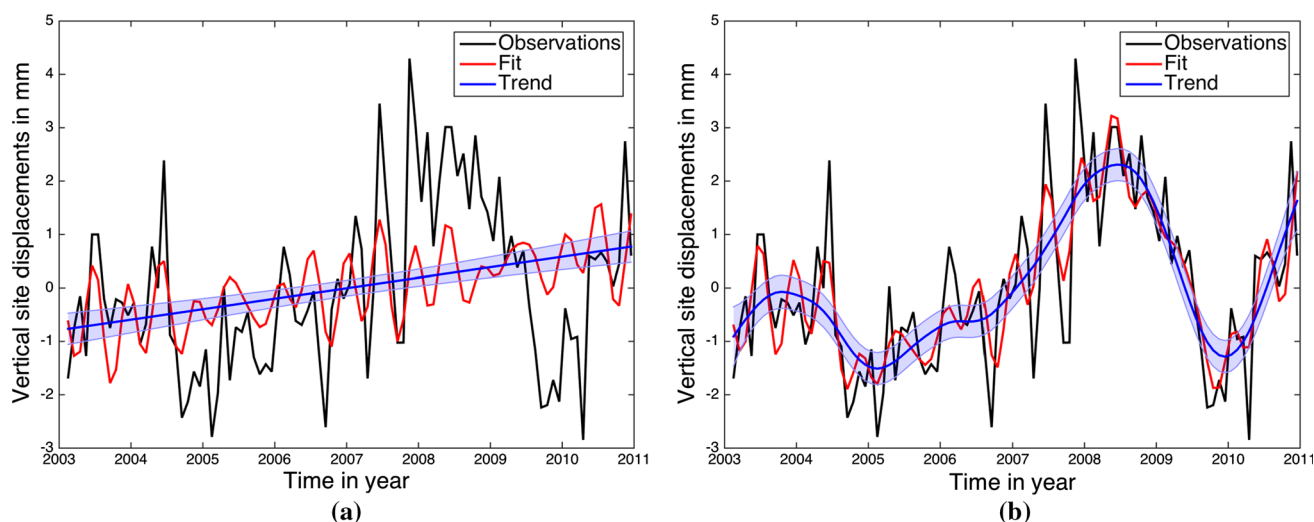 Vertical site displacements in mm
5
4
3
2
1
0
-1
-2
-3
Observations
Fit
Trend
2003 2004 2005 2006 2007 2008 2009 2010 2011
Time in year
(a)
Vertical site displacements in mm
5
4
3
2
1
0
-1
-2
-3
Observations
Fit
Trend
2003 2004 2005 2006 2007 2008 2009 2010 2011
Time in year
(b)